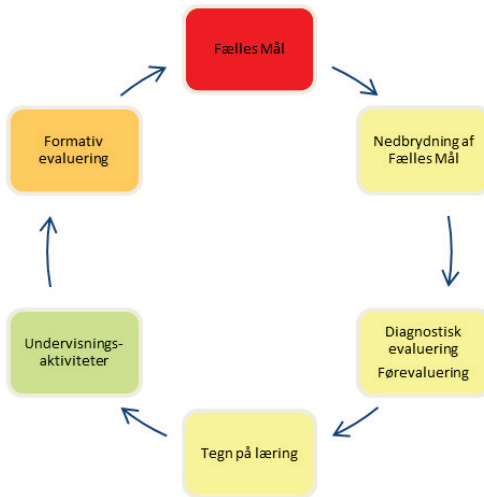 Fælles Mål
Nedbrydning af
Fælles Mål
Diagnostisk
evaluering
Førevaluering
Tegn på læring
Undervisnings-
aktiviteter
Formativ
evaluering